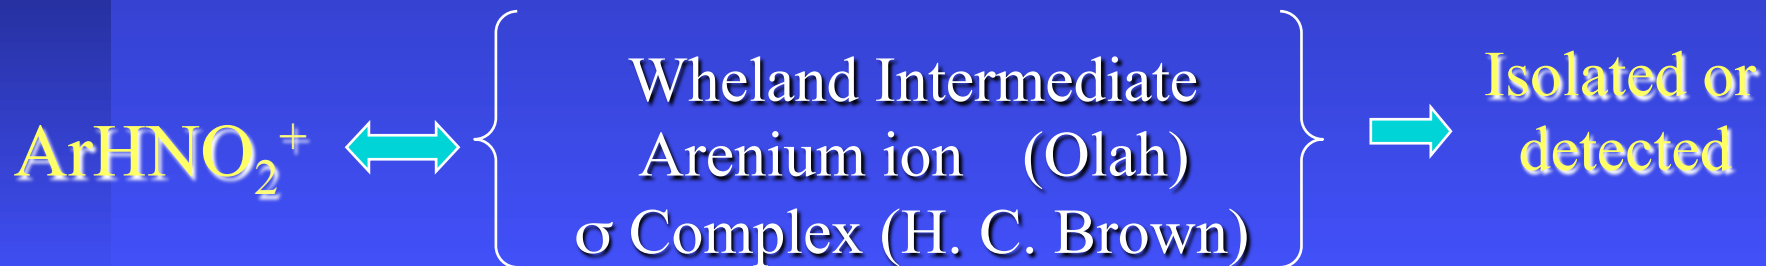 ArHNO₂⁺
Wheland Intermediate
Arenium ion (Olah)
σ Complex (H. C. Brown)
Isolated or
detected